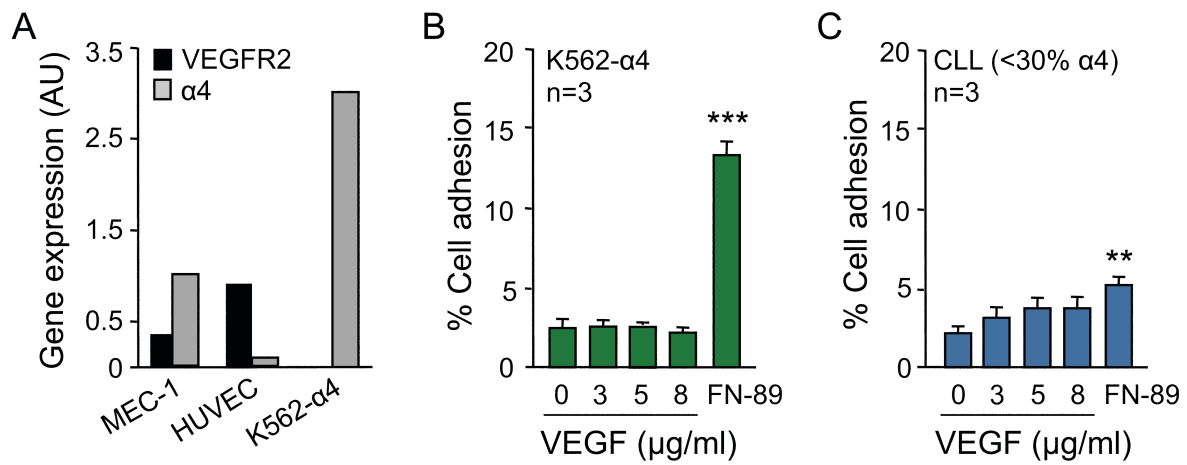 A
Gene expression (AU)
3.5
2.5
1.5
0.5
0
VEGFR2
α4
MEC-1
HUVEC
K562-α4
B
% Cell adhesion
20
15
10
5
0
K562-α4
n=3
***
0 3 5 8 FN-89
VEGF (μg/ml)
C
% Cell adhesion
20
15
10
5
0
CLL (<30% α4)
n=3
**
0 3 5 8 FN-89
VEGF (μg/ml)